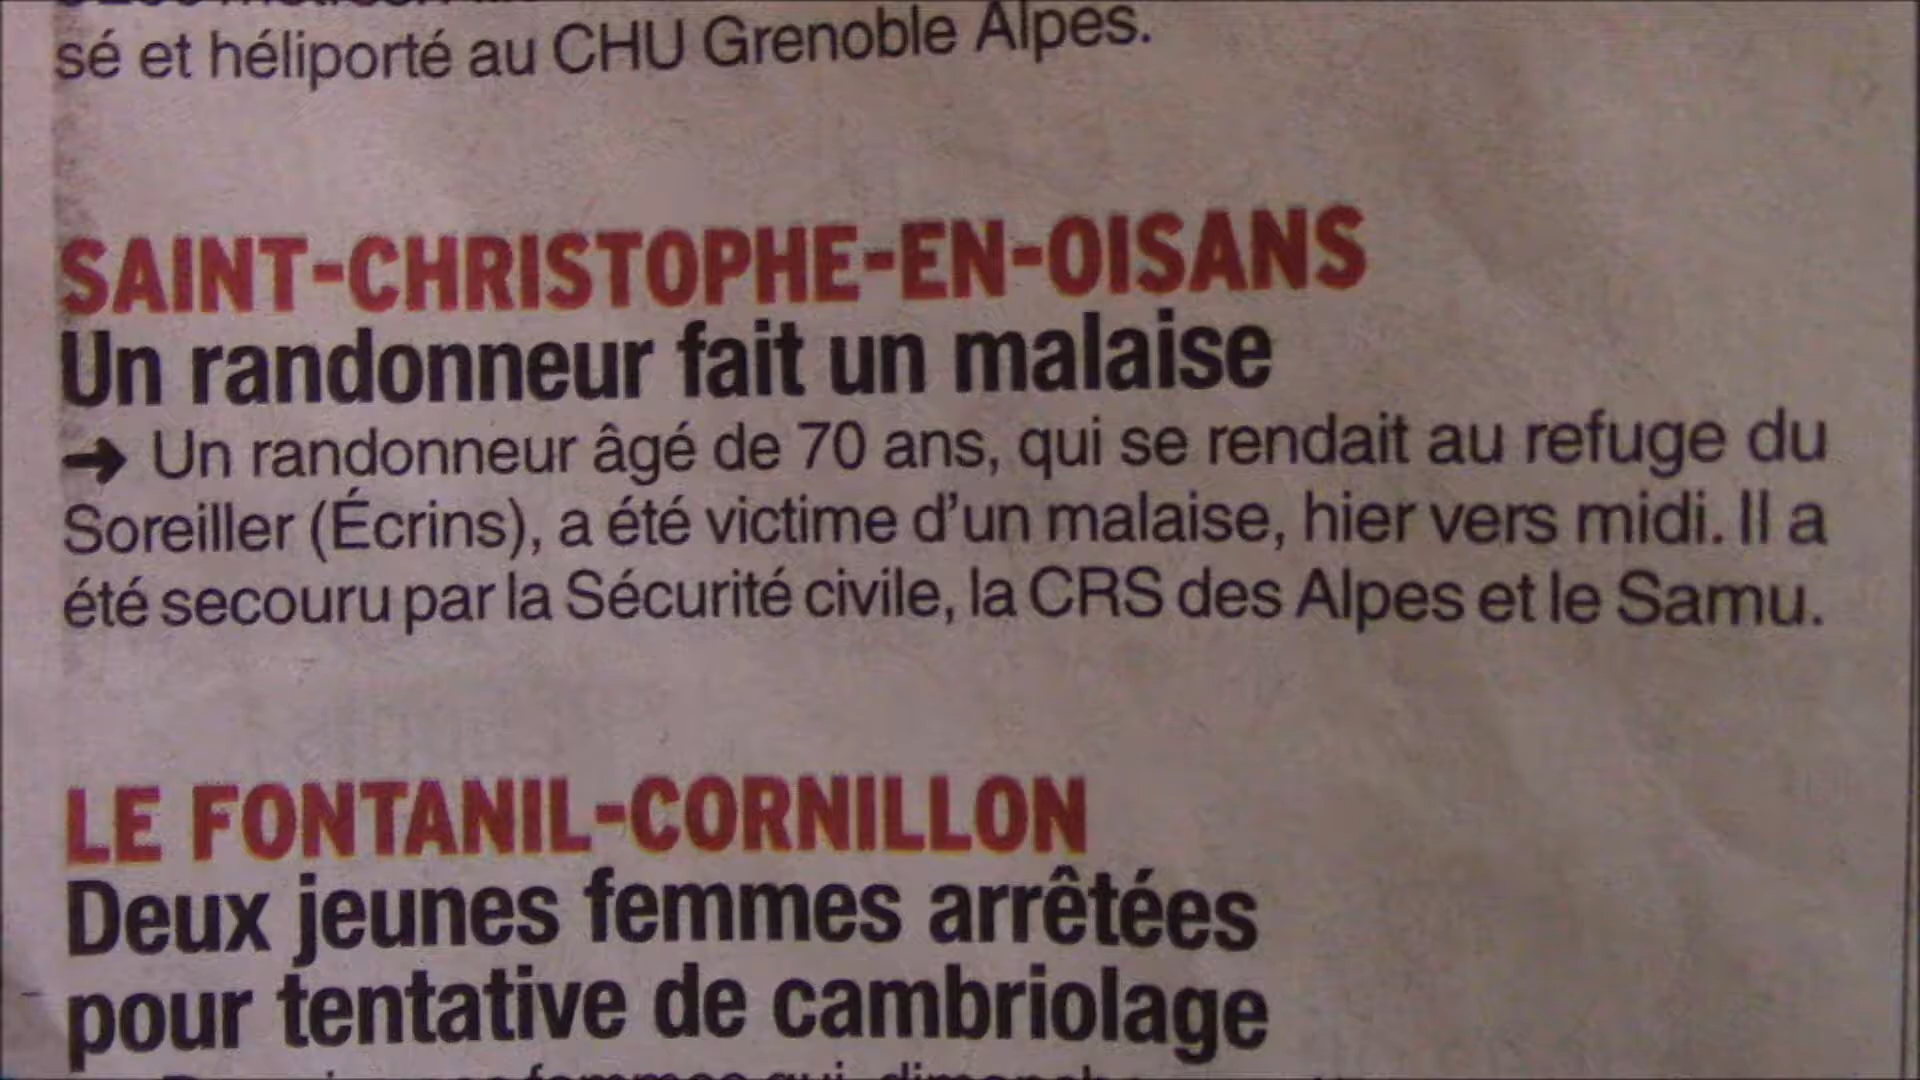 sé et héliporté au CHU Grenoble Alpes.
SAINT-CHRISTOPHE-EN-OISANS
Un randonneur fait un malaise
→ Un randonneur âgé de 70 ans, qui se rendait au refuge du
Soreiller (Écrins), a été victime d'un malaise, hier vers midi. Il a
été secouru par la Sécurité civile, la CRS des Alpes et le Samu.
LE FONTANIL-CORNILLON
Deux jeunes femmes arrêtées
pour tentative de cambriolage
femmes qui, dimanche